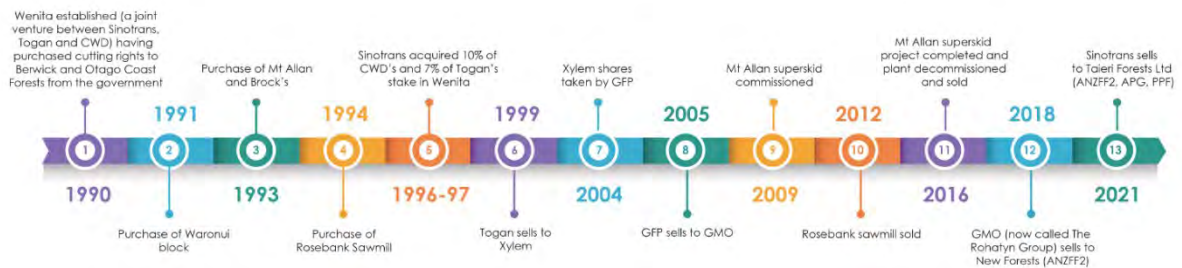 Wenita established (a joint
venture between Sinotrans,
Togan and CWD) having
purchased cutting rights to
Berwick and Otago Coast
Forests from the government
1
1990
1991
2
Purchase of Waronui
block
Purchase of Mt Allan
and Brock's
3
1993
1994
4
Purchase of
Rosebank Sawmill
Sinotrans acquired 10% of
CWD's and 7% of Togan's
stake in Wenita
5
1996-97
1999
6
Togan sells to
Xylem
Xylem shares
taken by GFP
7
2004
2005
8
GFP sells to GMO
Mt Allan superskid
commissioned
9
2009
2012
10
Rosebank sawmill sold
Mt Allan superskid
project completed and
plant decommissioned
and sold
11
2016
2018
12
GMO (now called The
Rohatyn Group) sells to
New Forests (ANZFF2)
Sinotrans sells
to Taieri Forests Ltd
(ANZFF2, APG, PPF)
13
2021